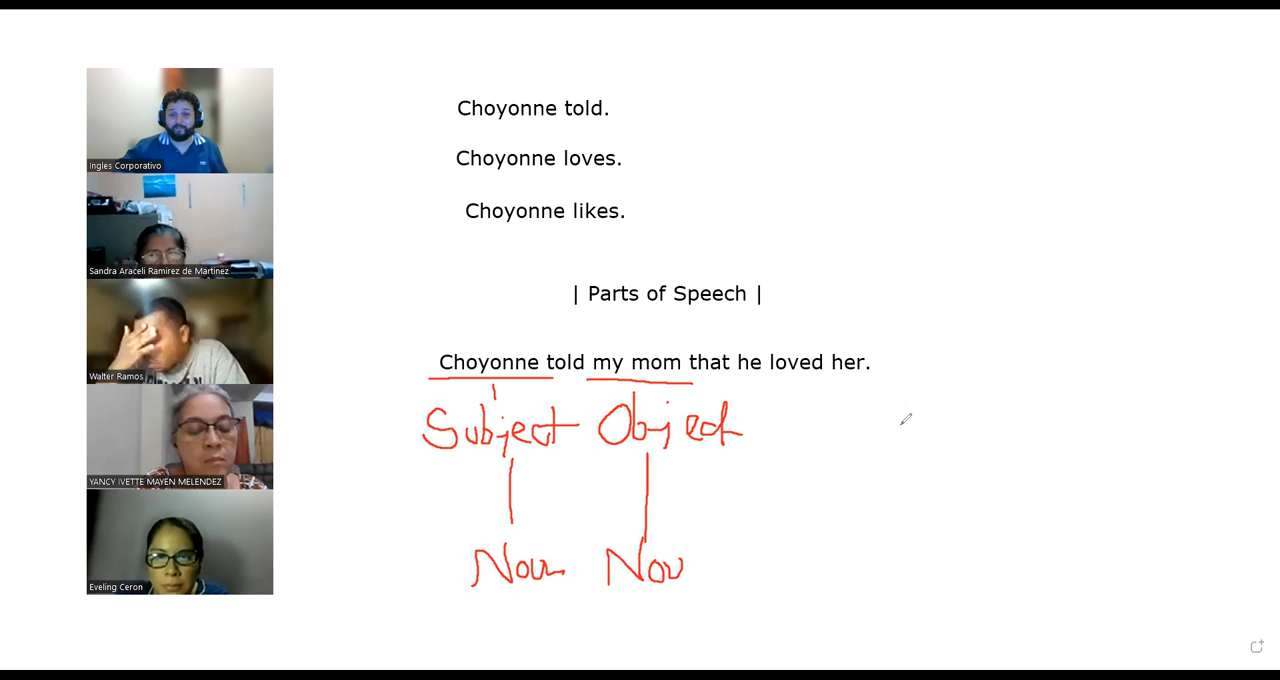 Ingles Corporativo
Sandra Araceli Ramirez de Martinez
Walter Ramos
YANCY IVETTE MAYEN MELENDEZ
Eveling Ceron
Choyonne told.
Choyonne loves.
Choyonne likes.
| Parts of Speech |
Choyonne told my mom that he loved her.
Subject Object
Noun Nou